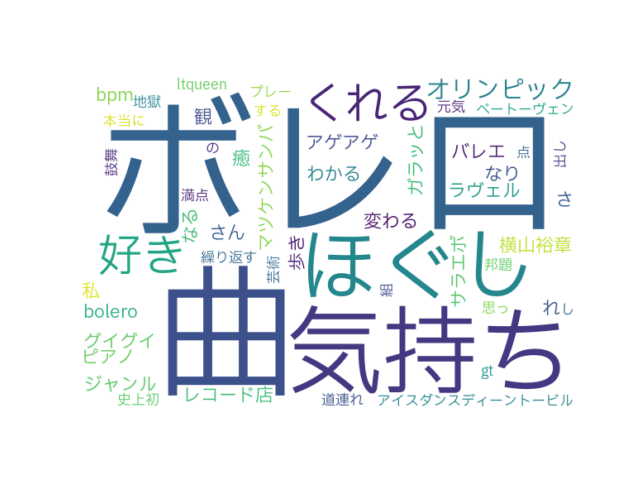 ltqueen
bpm
地獄
プレー
くれる
オリンピック
本当に
観
する
元気
ベートーヴェン
ボレロ
鼓舞
の
癒
マツケンサンバ
アゲアゲ
わかる
ガラッと
バレエ
点
出し
満点
なる
なり
ラヴェル
さ
さん
変わる
好き
繰り返す
芸術
歩き
ほぐし
サラエボ
横山裕章
邦題
私
曲
気持ち
組
思っ
れし
bolero
グイグイ
ピアノ
gt
ジャンル
史上初
レコード店
道連れ
アイスダンスディーントービル